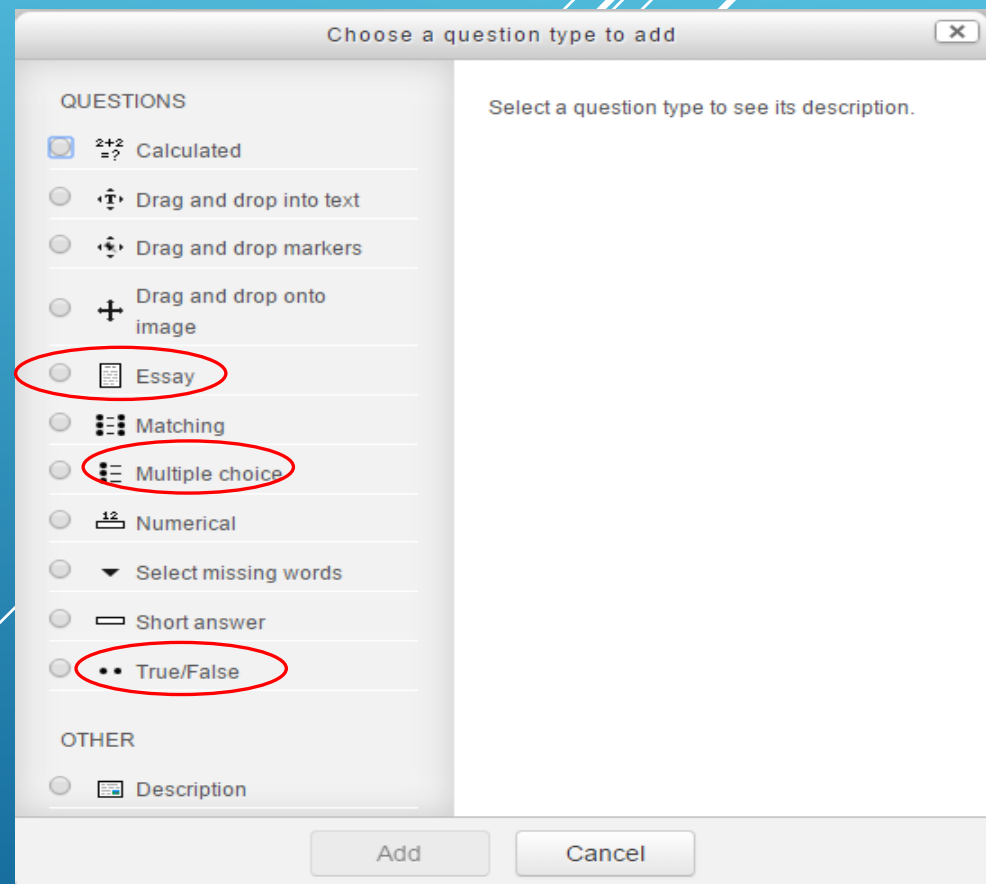 Choose a question type to add
QUESTIONS
Select a question type to see its description.
2+2
=?
Calculated
T
Drag and drop into text
Drag and drop markers
Drag and drop onto
image
Essay
Matching
Multiple choice
12
Numerical
Select missing words
Short answer
True/False
OTHER
Description
Add
Cancel